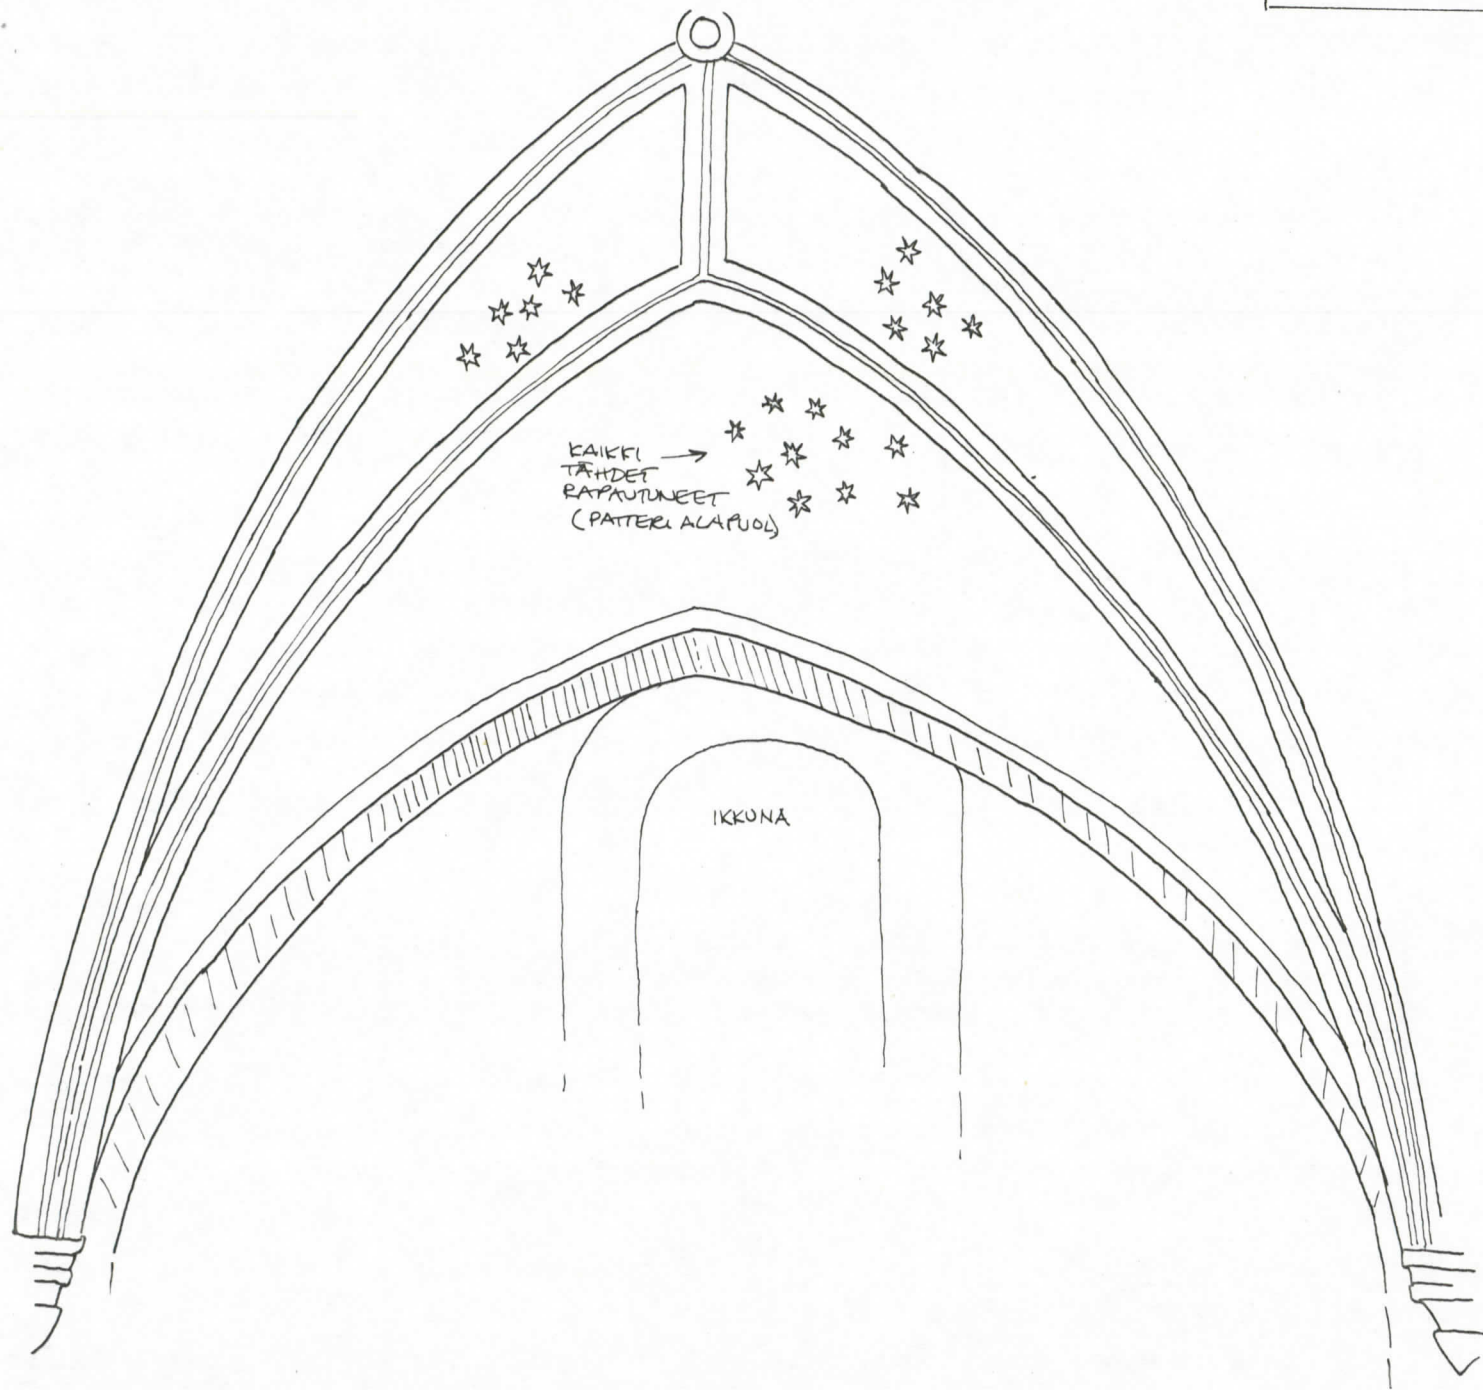 KAIKKI →
TÄHDET
RAPAUTUNEET
(PATTERI ALAPUOL)
IKKUNA